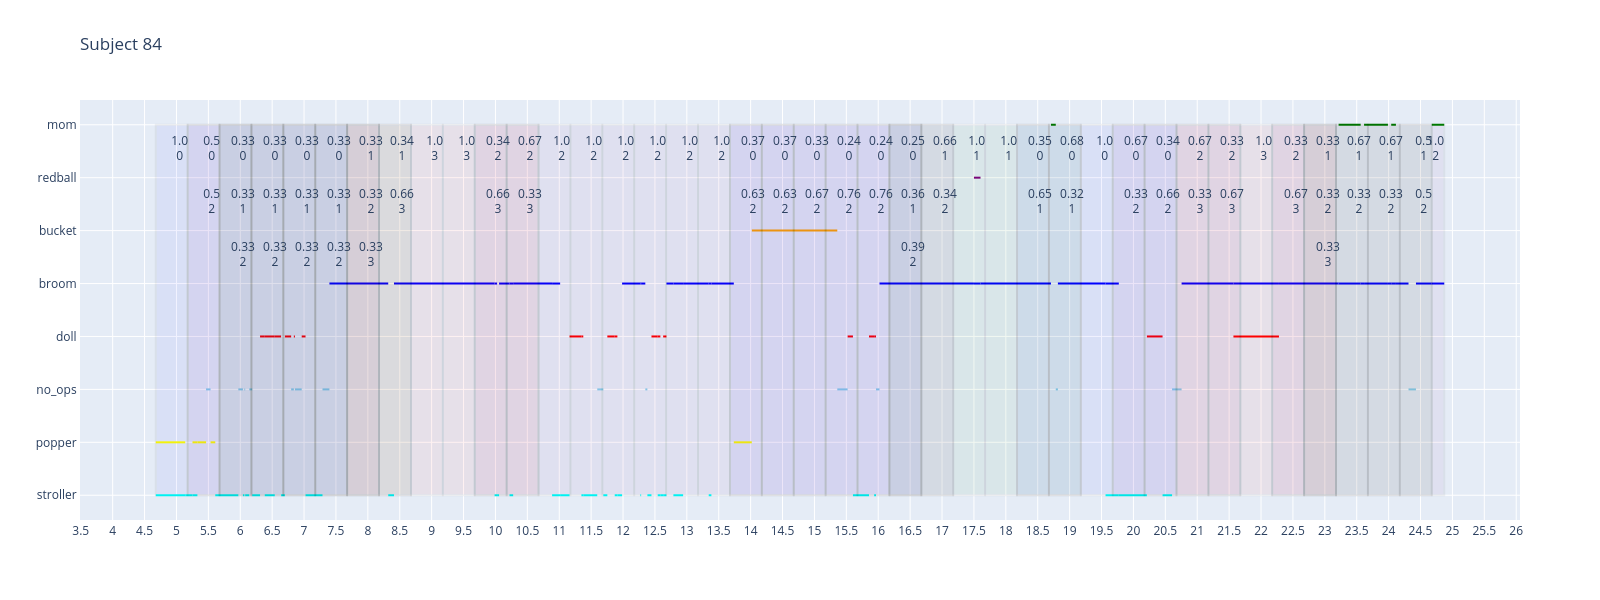 Subject 84
mom
1.0 0.5 0.33 0.33 0.33 0.33 0.33 0.34 1.0 1.0 0.34 0.67 1.0 1.0 1.0 1.0 1.0 1.0 0.37 0.37 0.33 0.24 0.24 0.25 0.66 1.0 1.0 0.35 0.68 1.0 0.67 0.34 0.67 0.33 1.0 0.33 0.33 0.67 0.67 0.5 1.0
0 0 0 0 0 0 1 1 3 3 2 2 2 2 2 2 2 2 0 0 0 0 0 0 1 1 1 0 0 0 0 0 2 2 3 2 1 1 1 1 2
redball
0.5 0.33 0.33 0.33 0.33 0.33 0.66 0.66 0.33 0.63 0.63 0.67 0.76 0.76 0.36 0.34 0.65 0.32 0.33 0.66 0.33 0.67 0.67 0.33 0.33 0.33 0.5
2 1 1 1 1 2 3 3 3 2 2 2 2 2 1 2 1 1 2 2 3 3 3 2 2 2 2
bucket
0.33 0.33 0.33 0.33 0.33 0.39 0.33
2 2 2 2 3 2 3
broom
doll
no_ops
popper
stroller
3.5 4 4.5 5 5.5 6 6.5 7 7.5 8 8.5 9 9.5 10 10.5 11 11.5 12 12.5 13 13.5 14 14.5 15 15.5 16 16.5 17 17.5 18 18.5 19 19.5 20 20.5 21 21.5 22 22.5 23 23.5 24 24.5 25 25.5 26